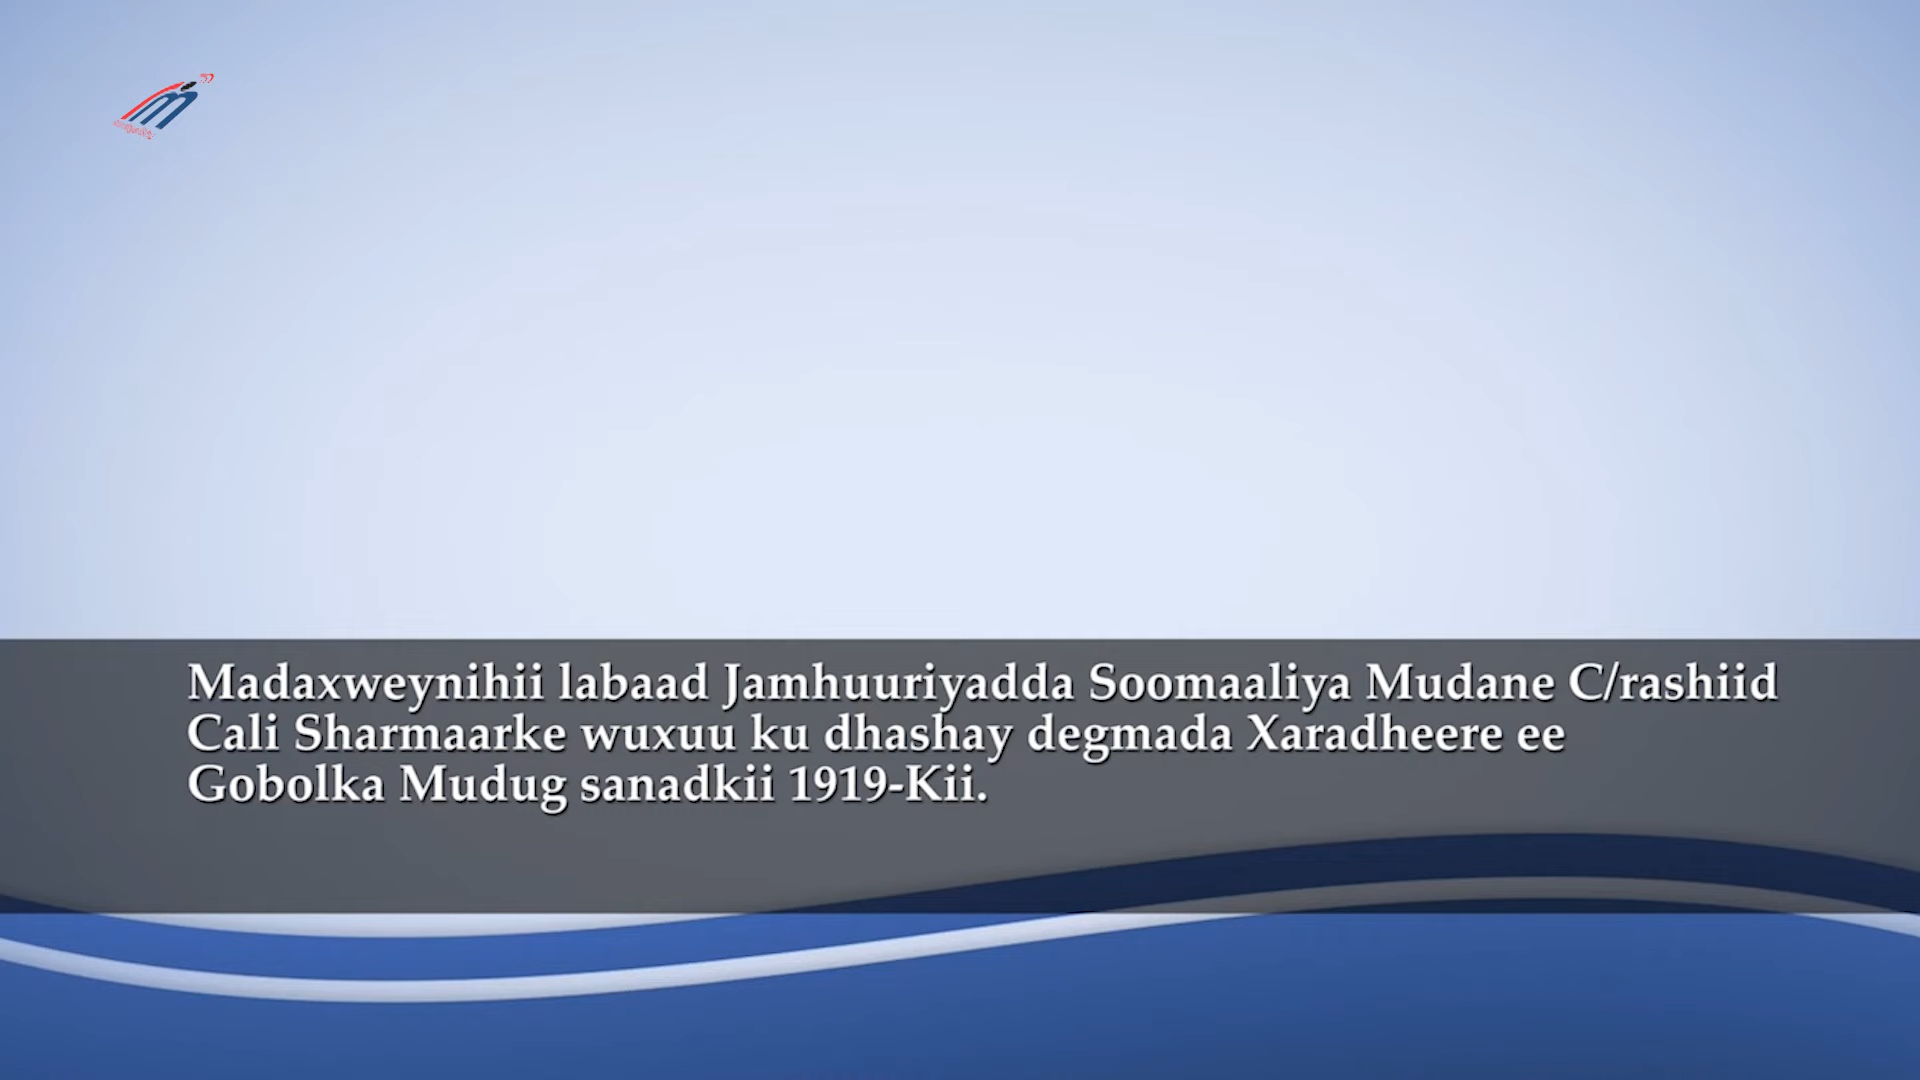 Madaxweynihii labaad Jamhuuriyadda Soomaaliya Mudane C/rashiid
Cali Sharmaarke wuxuu ku dhashay degmada Xaradheere ee
Gobolka Mudug sanadkii 1919-Kii.